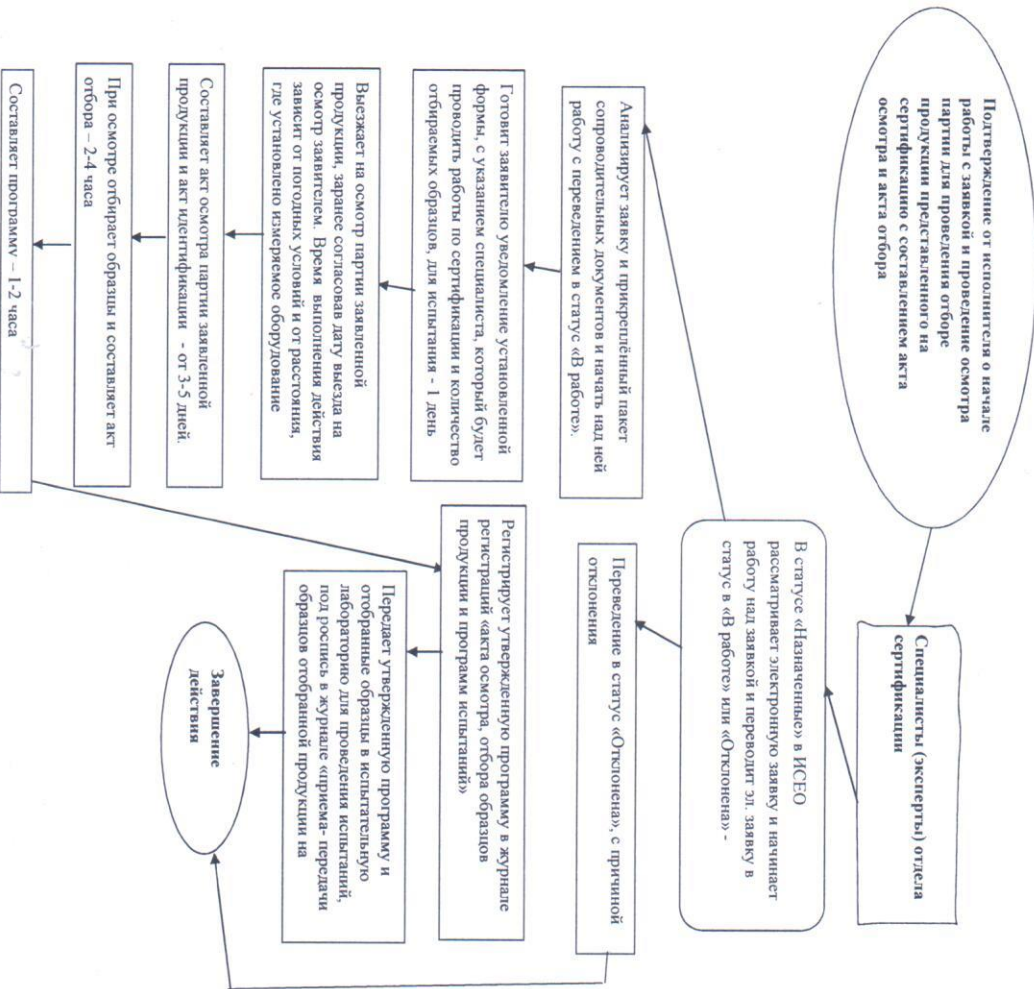 Подтверждение от исполнителя о начале
работы с заявкой и проведение осмотра
партии для проведения отборе
продукции представленного на
сертификацию с составлением акта
осмотра и акта отбора
Специалисты (эксперты) отдела
сертификации
В статусе «Назначенные» в ИСЕО
рассматривает электронную заявку и начинает
работу над заявкой и переводит эл. заявку в
статус в «В работе» или «Отклонена» -
Анализирует заявку и прикреплённый пакет
сопроводительных документов и начать над ней
работу с переведением в статус «В работе».
Переведение в статус «Отклонена», с причиной
отклонения
Готовит заявителю уведомление установленной
формы, с указанием специалиста, который будет
проводить работы по сертификации и количество
отбираемых образцов, для испытания - 1 день
Выезжает на осмотр партии заявленной
продукции, заранее согласовав дату выезда на
осмотр заявителем. Время выполнения действия
зависит от погодных условий и от расстояния,
где установлено измеряемое оборудование
Составляет акт осмотра партии заявленной
продукции и акт идентификации - от 3-5 дней.
При осмотре отбирает образцы и составляет акт
отбора – 2-4 часа
Составляет программу – 1-2 часа
Регистрирует утвержденную программу в журнале
регистраций «акта осмотра, отбора образцов
продукции и программ испытаний»
Передает утвержденную программу и
отобранные образцы в испытательную
лабораторию для проведения испытаний,
под роспись в журнале «приема- передачи
образцов отобранной продукции на
Завершение
действия